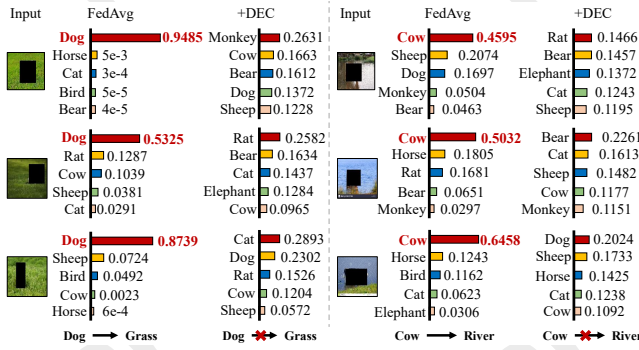 Input FedAvg +DEC
Dog 0.9485 Monkey 0.2631
Horse 5e-3 Cow 0.1663
Cat 3e-4 Bear 0.1612
Bird 5e-5 Dog 0.1372
Bear 4e-5 Sheep 0.1228
Dog 0.5325 Rat 0.2582
Rat 0.1287 Bear 0.1634
Cow 0.1039 Cat 0.1437
Sheep 0.0381 Elephant 0.1284
Cat 0.0291 Cow 0.0965
Dog 0.8739 Cat 0.2893
Sheep 0.0724 Dog 0.2302
Bird 0.0492 Rat 0.1526
Cow 0.0023 Cow 0.1204
Horse 6e-4 Sheep 0.0572
Dog Grass Dog Grass
Input FedAvg +DEC
Cow 0.4595 Rat 0.1466
Sheep 0.2074 Bear 0.1457
Dog 0.1697 Elephant 0.1372
Monkey 0.0504 Cat 0.1243
Bear 0.0463 Sheep 0.1195
Cow 0.5032 Bear 0.2261
Horse 0.1805 Cat 0.1613
Rat 0.1681 Sheep 0.1482
Bear 0.0651 Cow 0.1177
Monkey 0.0297 Monkey 0.1151
Cow 0.6458 Dog 0.2024
Horse 0.1243 Sheep 0.1733
Bird 0.1162 Horse 0.1425
Cat 0.0623 Cat 0.1238
Elephant 0.0306 Cow 0.1092
Cow River Cow River